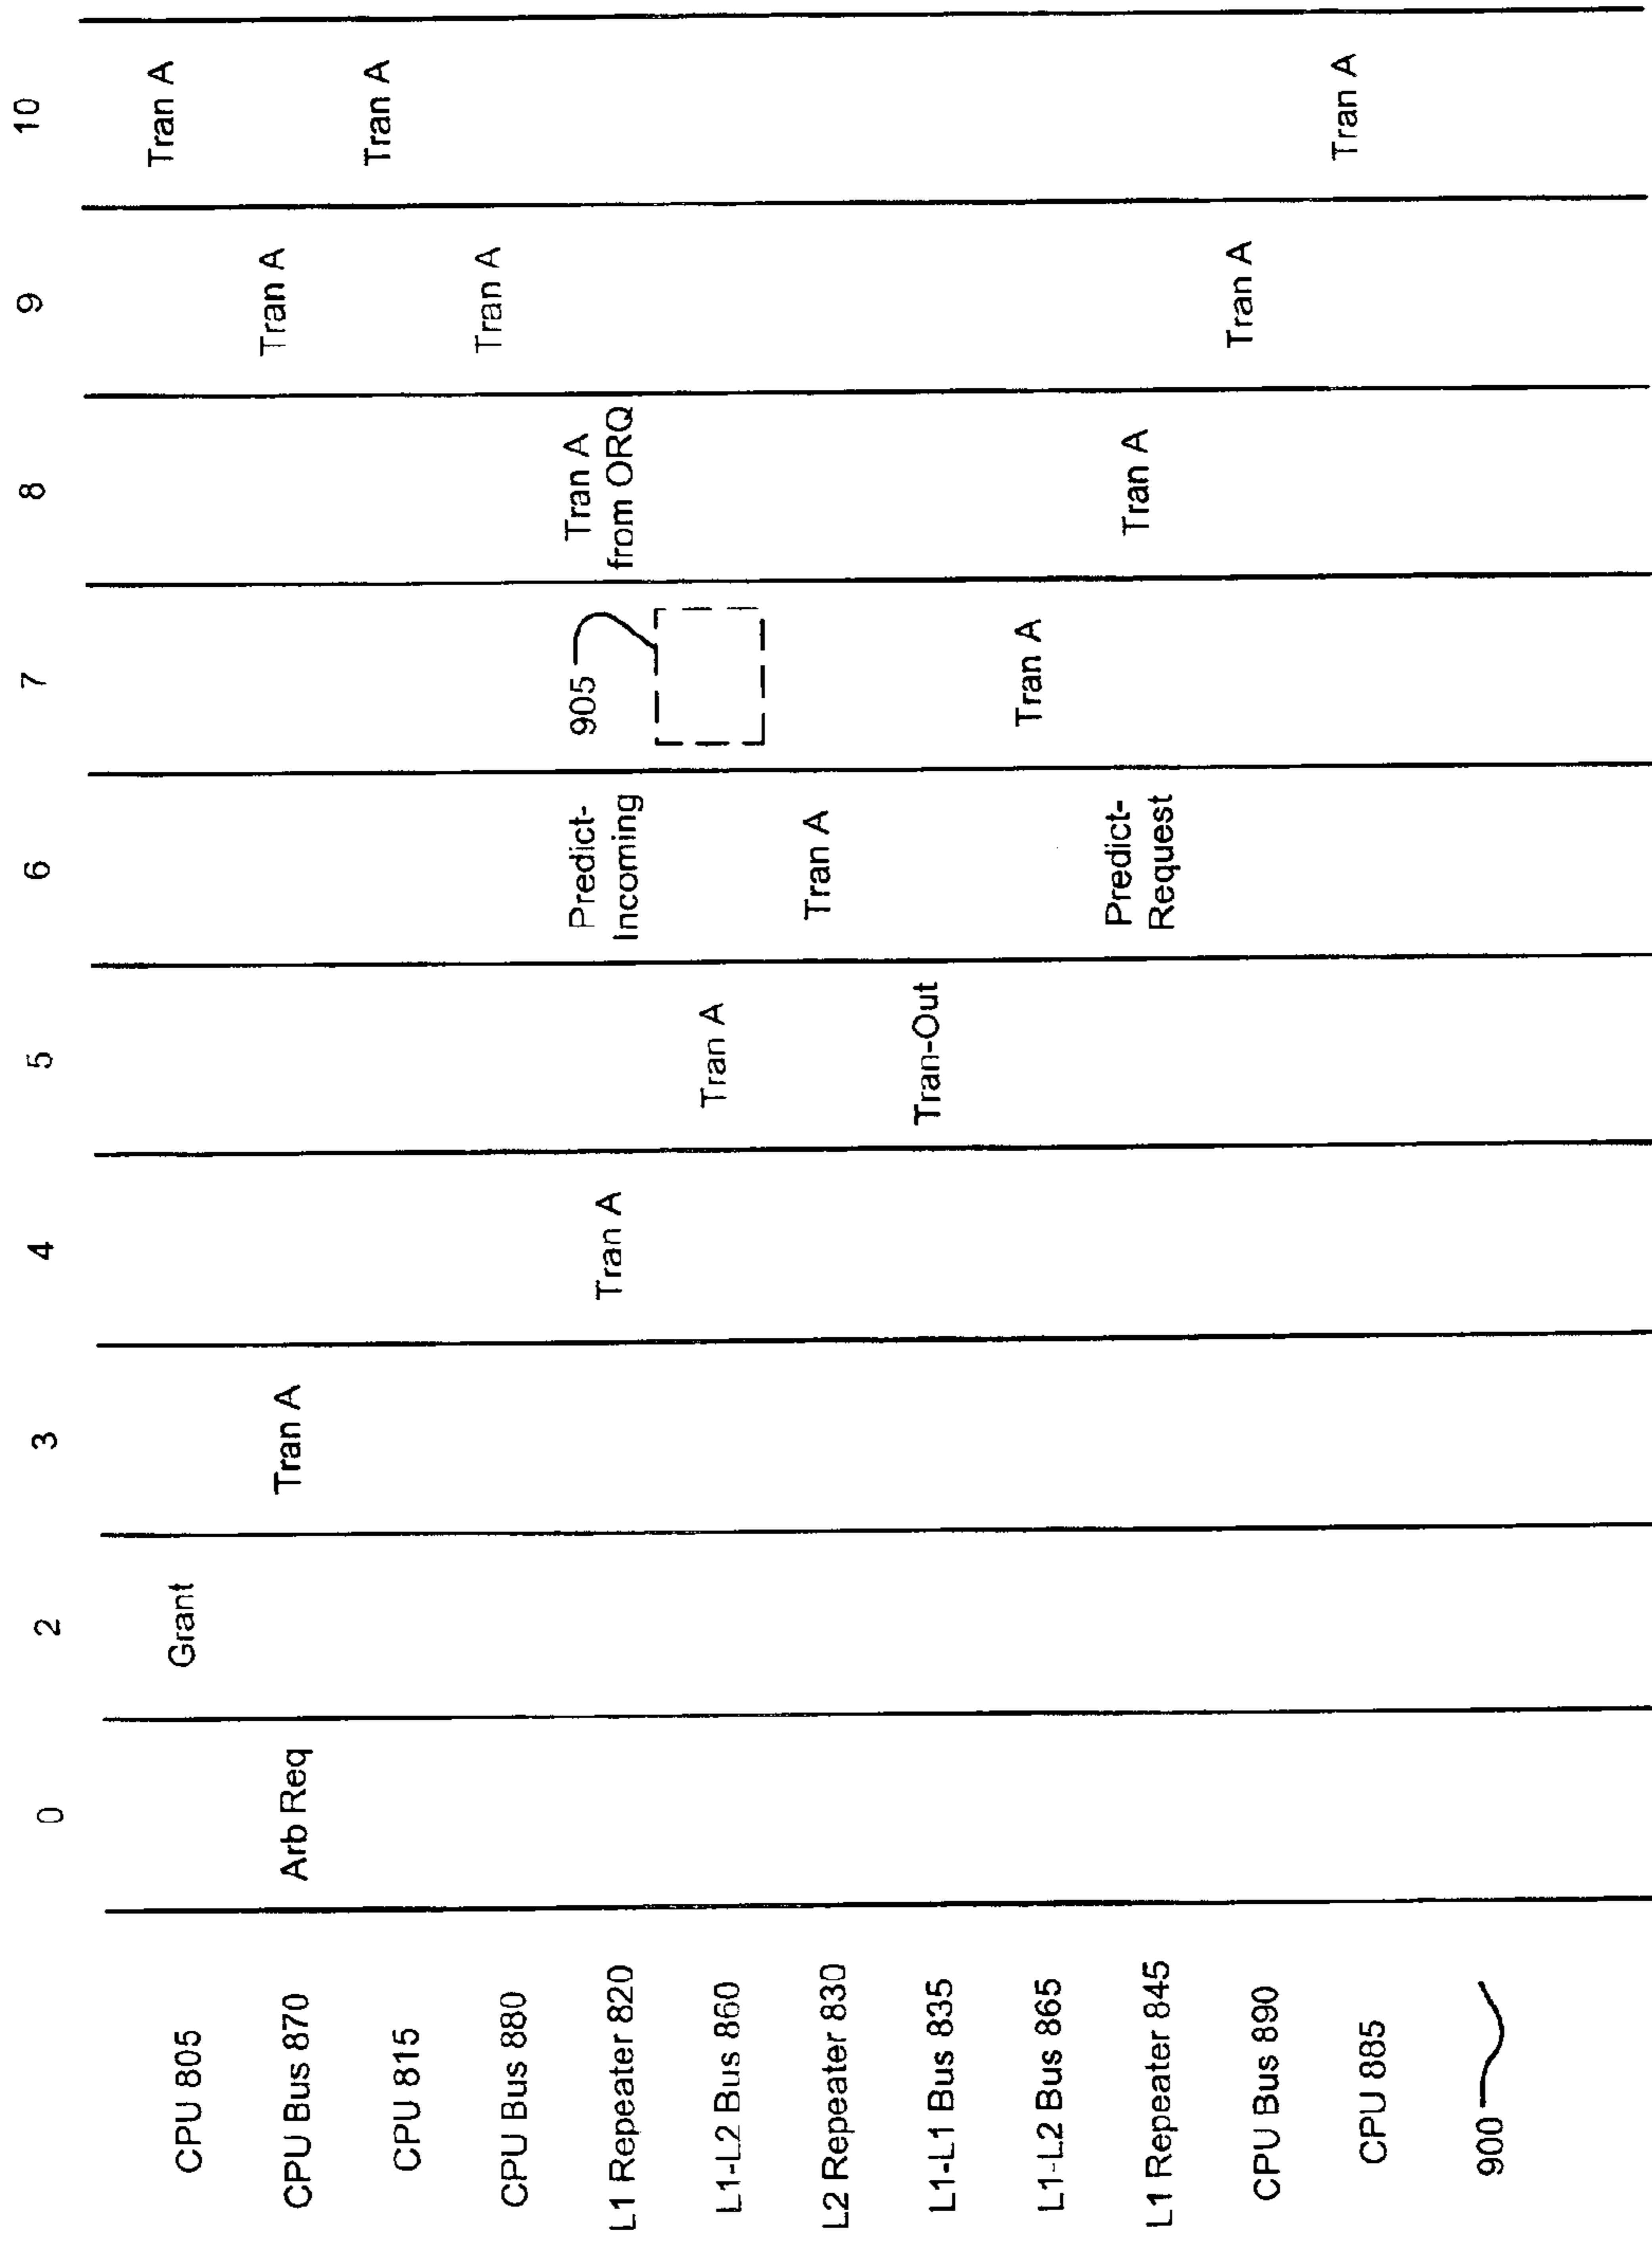 0 2 3 4 5 6 7 8 9 10
CPU 805 Grant Tran A
CPU Bus 870 Arb Req Tran A Tran A
CPU 815 Tran A
CPU Bus 880 Tran A
L1 Repeater 820 Tran A Predict- 905 Tran A
Incoming from ORQ
L1-L2 Bus 860 Tran A
L2 Repeater 830 Tran A
L1-L1 Bus 835 Tran-Out
L1-L2 Bus 865 Tran A
L1 Repeater 845 Predict- Tran A
Request
CPU Bus 890 Tran A
CPU 885 Tran A
900